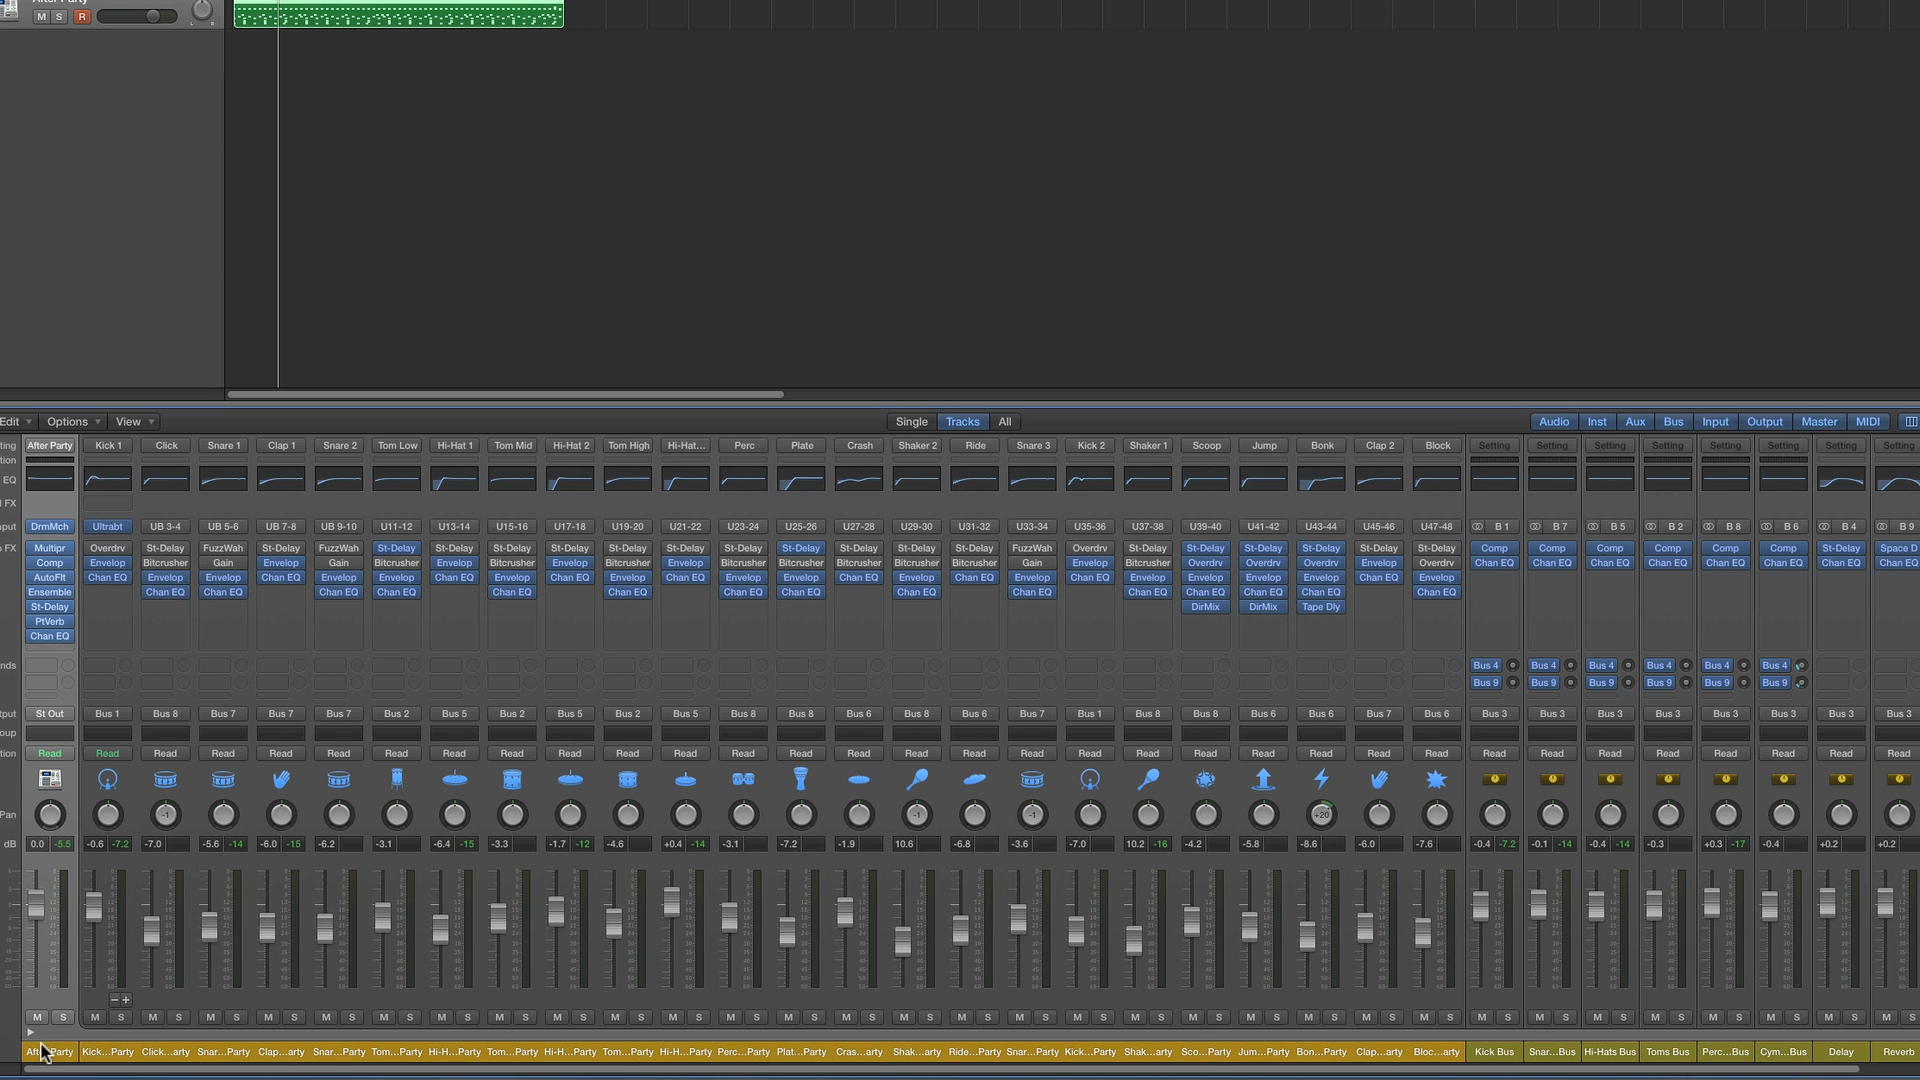 After Party
M S R
L R
Edit Options View Single Tracks All Audio Inst Aux Bus Input Output Master MIDI
ting After Party Kick 1 Click Snare 1 Clap 1 Snare 2 Tom Low Hi-Hat 1 Tom Mid Hi-Hat 2 Tom High Hi-Hat... Perc Plate Crash Shaker 2 Ride Snare 3 Kick 2 Shaker 1 Scoop Jump Bonk Clap 2 Block Setting Setting Setting Setting Setting Setting Setting Setting
tion
EQ
I FX
put DrmMch Ultrabt UB 3-4 UB 5-6 UB 7-8 UB 9-10 U11-12 U13-14 U15-16 U17-18 U19-20 U21-22 U23-24 U25-26 U27-28 U29-30 U31-32 U33-34 U35-36 U37-38 U39-40 U41-42 U43-44 U45-46 U47-48 B 1 B 7 B 5 B 2 B 8 B 6 B 4 B 9
o FX Multipr Overdrv St-Delay FuzzWah St-Delay FuzzWah St-Delay St-Delay St-Delay St-Delay St-Delay St-Delay St-Delay St-Delay St-Delay St-Delay St-Delay FuzzWah Overdrv St-Delay St-Delay St-Delay St-Delay St-Delay St-Delay Comp Comp Comp Comp Comp Comp St-Delay Space D
Comp Envelop Bitcrusher Gain Envelop Gain Bitcrusher Envelop Bitcrusher Envelop Bitcrusher Envelop Bitcrusher Bitcrusher Bitcrusher Bitcrusher Bitcrusher Gain Envelop Bitcrusher Overdrv Overdrv Overdrv Envelop Overdrv Chan EQ Chan EQ Chan EQ Chan EQ Chan EQ Chan EQ Chan EQ Chan EQ
AutoFlt Chan EQ Envelop Envelop Chan EQ Envelop Envelop Chan EQ Envelop Chan EQ Envelop Chan EQ Envelop Envelop Envelop Envelop Chan EQ Envelop Chan EQ Envelop Envelop Envelop Envelop Chan EQ Envelop
Ensemble Chan EQ Chan EQ Chan EQ Chan EQ Chan EQ Chan EQ Chan EQ Chan EQ Chan EQ Chan EQ Chan EQ Chan EQ Chan EQ Chan EQ Chan EQ
St-Delay DirMix DirMix Tape Dly
PtVerb
Chan EQ
nds Bus 4 Bus 4 Bus 4 Bus 4 Bus 4 Bus 4
Bus 9 Bus 9 Bus 9 Bus 9 Bus 9 Bus 9
tput St Out Bus 1 Bus 8 Bus 7 Bus 7 Bus 7 Bus 2 Bus 5 Bus 2 Bus 5 Bus 2 Bus 5 Bus 8 Bus 8 Bus 6 Bus 8 Bus 6 Bus 7 Bus 1 Bus 8 Bus 8 Bus 6 Bus 6 Bus 7 Bus 6 Bus 3 Bus 3 Bus 3 Bus 3 Bus 3 Bus 3 Bus 3 Bus 3
oup
tion Read Read Read Read Read Read Read Read Read Read Read Read Read Read Read Read Read Read Read Read Read Read Read Read Read Read Read Read Read Read Read Read Read
Pan -1 -1 -1 +20
dB 0.0 -5.5 -0.6 -7.2 -7.0 -5.6 -14 -6.0 -15 -6.2 -3.1 -6.4 -15 -3.3 -1.7 -12 -4.6 +0.4 -14 -3.1 -7.2 -1.9 10.6 -6.8 -3.6 -7.0 10.2 -16 -4.2 -5.8 -8.6 -6.0 -7.6 -0.4 -7.2 -0.1 -14 -0.4 -14 -0.3 +0.3 -17 -0.4 +0.2 +0.2
M S M S M S M S M S M S M S M S M S M S M S M S M S M S M S M S M S M S M S M S M S M S M S M S M S M S M S M S M S M S M S M S M S
Kick...Party Click...arty Snar...Party Clap...arty Snar...Party Tom...Party Hi-H...Party Tom...Party Hi-H...Party Tom...Party Hi-H...Party Perc...Party Plat...Party Cras...arty Shak...arty Ride...Party Snar...Party Kick...Party Shak...arty Sco...Party Jum...Party Bon...Party Clap...arty Bloc...arty Kick Bus Snar...Bus Hi-Hats Bus Toms Bus Perc...Bus Cym...Bus Delay Reverb